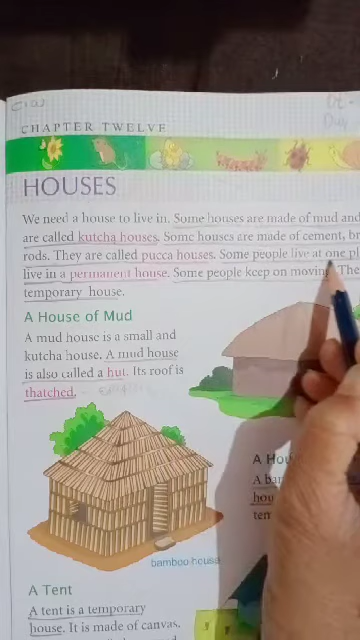 Class
CHAPTER TWELVE
HOUSES
We need a house to live in. Some houses are made of mud and
are called kutcha houses. Some houses are made of cement, br
rods. They are called pucca houses. Some people live at one pl
live in a permanent house. Some people keep on moving. The
temporary house.
A House of Mud
A mud house is a small and
kutcha house. A mud house
is also called a hut. Its roof is
thatched.
A Hou
A ba
hou
tem
bamboo house
A Tent
A tent is a temporary
house. It is made of canvas.